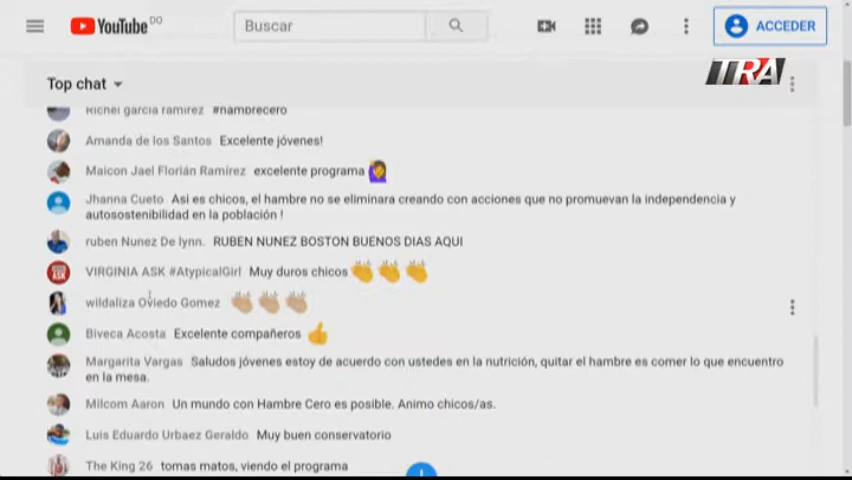 YouTube DO
Buscar
ACCEDER
Top chat
TRA
Richel garcia ramirez #hambrecero
Amanda de los Santos Excelente jóvenes!
Maicon Jael Florián Ramírez excelente programa
Jhanna Cueto Asi es chicos, el hambre no se eliminara creando con acciones que no promuevan la independencia y
autosostenibilidad en la población !
ruben Nunez De lynn. RUBEN NUNEZ BOSTON BUENOS DIAS AQUI
VIRGINIA ASK #AtypicalGirl Muy duros chicos 👏👏👏
wildaliza Oviedo Gomez
Biveca Acosta Excelente compañeros 👍
Margarita Vargas Saludos jóvenes estoy de acuerdo con ustedes en la nutrición, quitar el hambre es comer lo que encuentro
en la mesa.
Milcom Aaron Un mundo con Hambre Cero es posible. Animo chicos/as.
Luis Eduardo Urbaez Geraldo Muy buen conservatorio
The King 26 tomas matos, viendo el programa